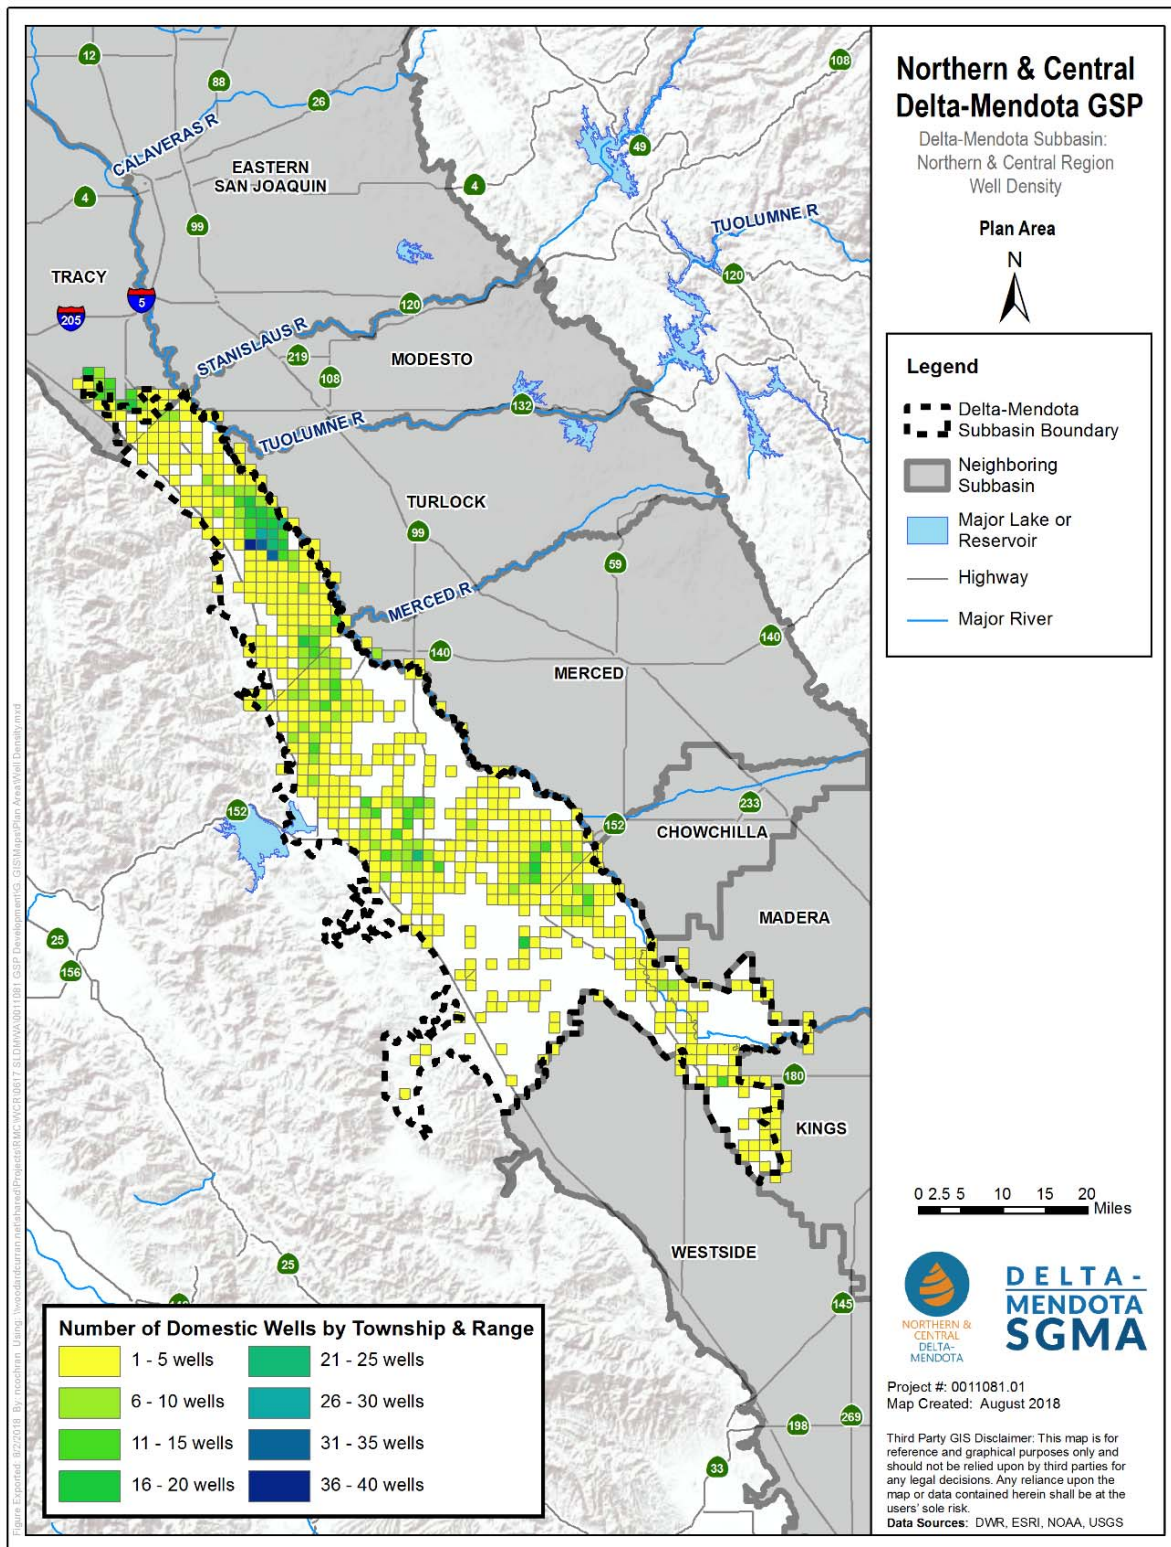 Northern & Central
Delta-Mendota GSP
Delta-Mendota Subbasin:
Northern & Central Region
Well Density
Plan Area
N
Legend
Delta-Mendota
Subbasin Boundary
Neighboring
Subbasin
Major Lake or
Reservoir
Highway
Major River
0 2.5 5 10 15 20
Miles
NORTHERN &
CENTRAL
DELTA-
MENDOTA
DELTA-
MENDOTA
SGMA
Project #: 0011081.01
Map Created: August 2018
Third Party GIS Disclaimer: This map is for
reference and graphical purposes only and
should not be relied upon by third parties for
any legal decisions. Any reliance upon the
map or data contained herein shall be at the
users' sole risk.
Data Sources: DWR, ESRI, NOAA, USGS
12
88
26
108
CALAVERAS R
49
EASTERN
SAN JOAQUIN
4
4
99
TUOLUMNE R
TRACY
120
5
205
120
STANISLAUS R
219
MODESTO
108
132
TUOLUMNE R
TURLOCK
99
59
MERCED R
140
140
MERCED
152
233
152
CHOWCHILLA
MADERA
25
156
180
KINGS
WESTSIDE
25
145
269
198
33
Number of Domestic Wells by Township & Range
1 - 5 wells
6 - 10 wells
11 - 15 wells
16 - 20 wells
21 - 25 wells
26 - 30 wells
31 - 35 wells
36 - 40 wells